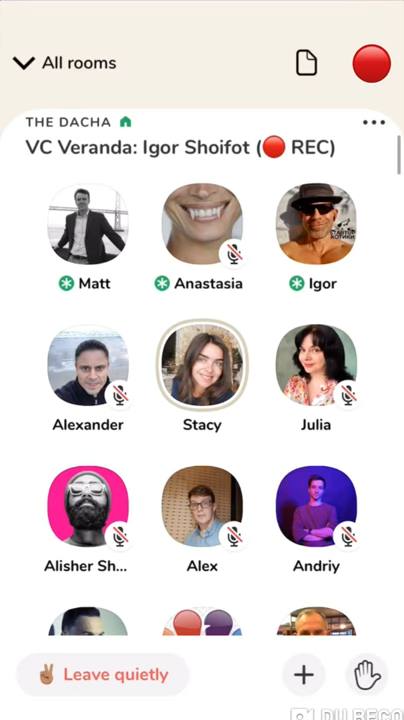 All rooms
THE DACHA
VC Veranda: Igor Shoifot (🔴 REC)
Matt
Anastasia
Igor
Alexander
Stacy
Julia
Alisher Sh...
Alex
Andriy
✌🏽 Leave quietly